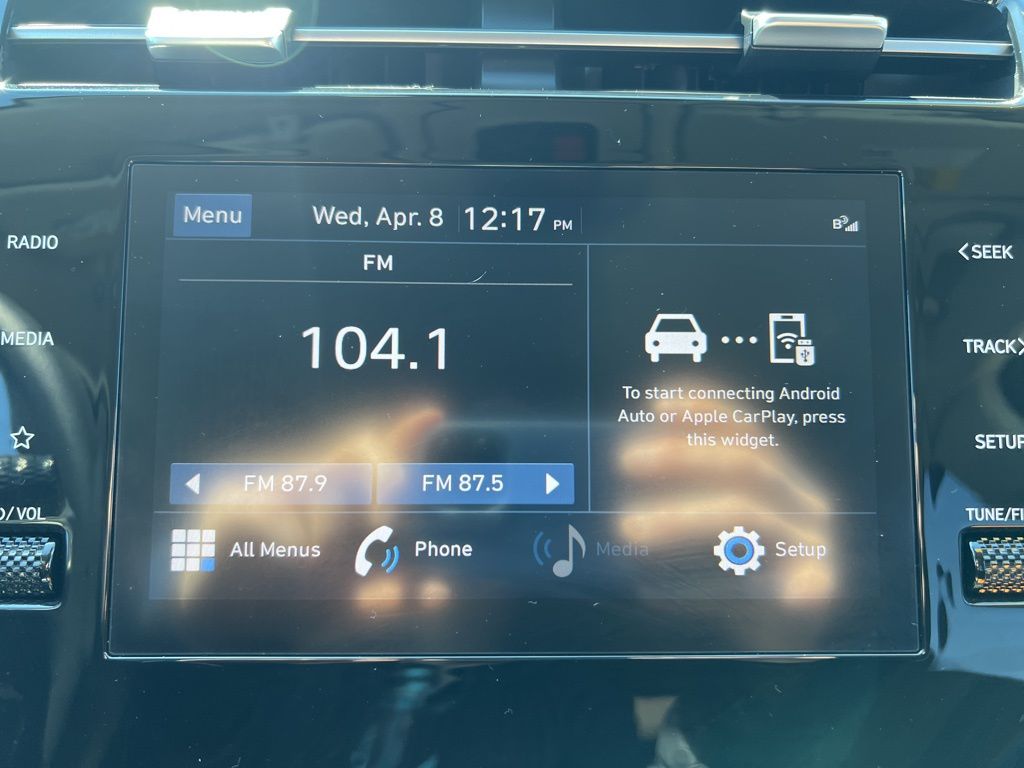 Menu
Wed, Apr. 8 12:17 PM
B
RADIO
FM
SEEK
104.1
MEDIA
TRACK
To start connecting Android
Auto or Apple CarPlay, press
this widget.
SETUP
FM 87.9
FM 87.5
/VOL
TUNE/FI
All Menus
Phone
Media
Setup